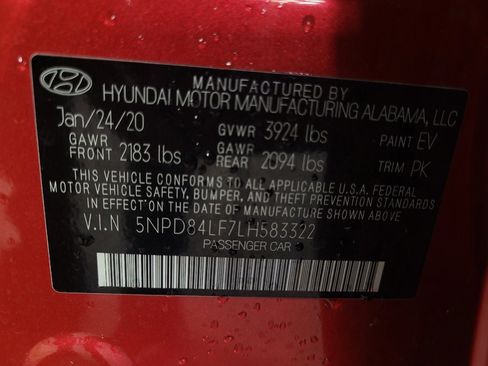 MANUFACTURED BY
HYUNDAI MOTOR MANUFACTURING ALABAMA, LLC
Jan/24/20 GVWR 3924 lbs PAINT EV
GAWR FRONT 2183 lbs GAWR REAR 2094 lbs TRIM PK
THIS VEHICLE CONFORMS TO ALL APPLICABLE U.S.A. FEDERAL
MOTOR VEHICLE SAFETY, BUMPER, AND THEFT PREVENTION STANDARDS
IN EFFECT ON THE DATE OF MANUFACTURE SHOWN ABOVE.
V.I.N 5NPD84LF7LH583322
PASSENGER CAR